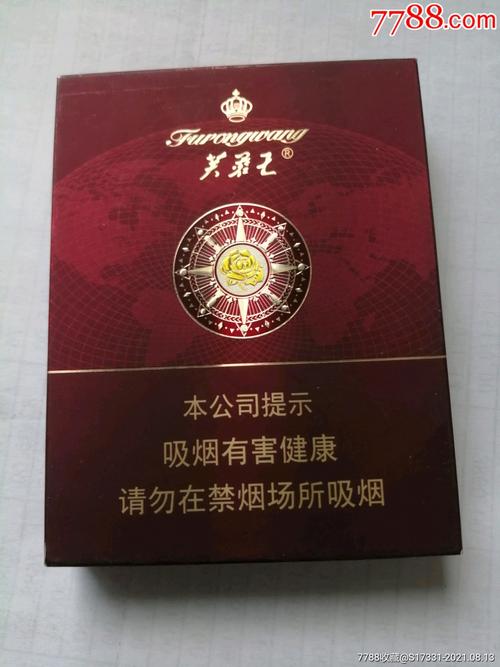 7788.com
Furongwang
芙蓉王®
本公司提示
吸烟有害健康
请勿在禁烟场所吸烟
7788收藏@S17331-2021.08.13